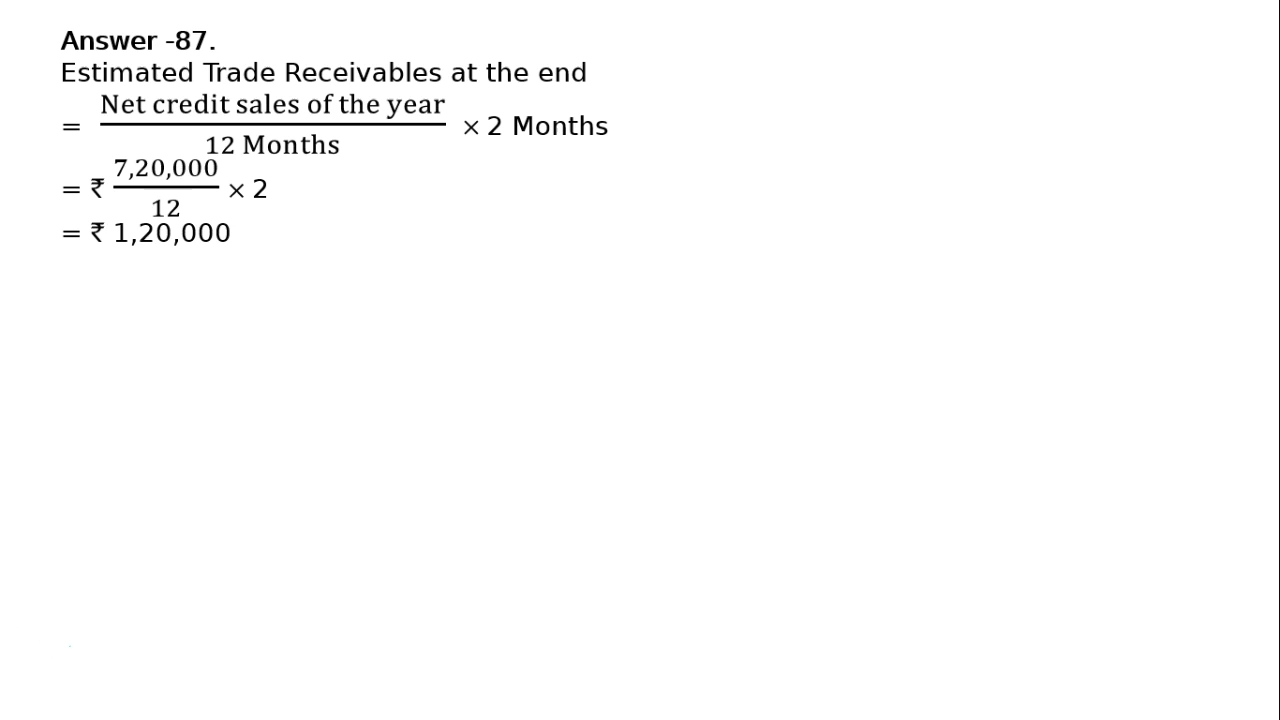 Answer -87.
Estimated Trade Receivables at the end
= Net credit sales of the year / 12 Months × 2 Months
= ₹ 7,20,000 / 12 × 2
= ₹ 1,20,000